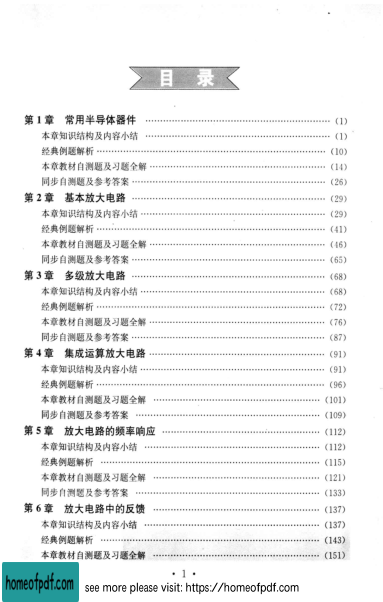 目 录
第 1 章 常用半导体器件 …… (1)
本章知识结构及内容小结 …… (1)
经典例题解析 …… (10)
本章教材自测题及习题全解 …… (14)
同步自测题及参考答案 …… (26)
第 2 章 基本放大电路 …… (29)
本章知识结构及内容小结 …… (29)
经典例题解析 …… (41)
本章教材自测题及习题全解 …… (46)
同步自测题及参考答案 …… (65)
第 3 章 多级放大电路 …… (68)
本章知识结构及内容小结 …… (68)
经典例题解析 …… (72)
本章教材自测题及习题全解 …… (76)
同步自测题及参考答案 …… (87)
第 4 章 集成运算放大电路 …… (91)
本章知识结构及内容小结 …… (91)
经典例题解析 …… (96)
本章教材自测题及习题全解 …… (101)
同步自测题及参考答案 …… (109)
第 5 章 放大电路的频率响应 …… (112)
本章知识结构及内容小结 …… (112)
经典例题解析 …… (115)
本章教材自测题及习题全解 …… (121)
同步自测题及参考答案 …… (133)
第 6 章 放大电路中的反馈 …… (137)
本章知识结构及内容小结 …… (137)
经典例题解析 …… (143)
本章教材自测题及习题全解 …… (151)
· 1 ·
homeofpdf.com
see more please visit: https://homeofpdf.com